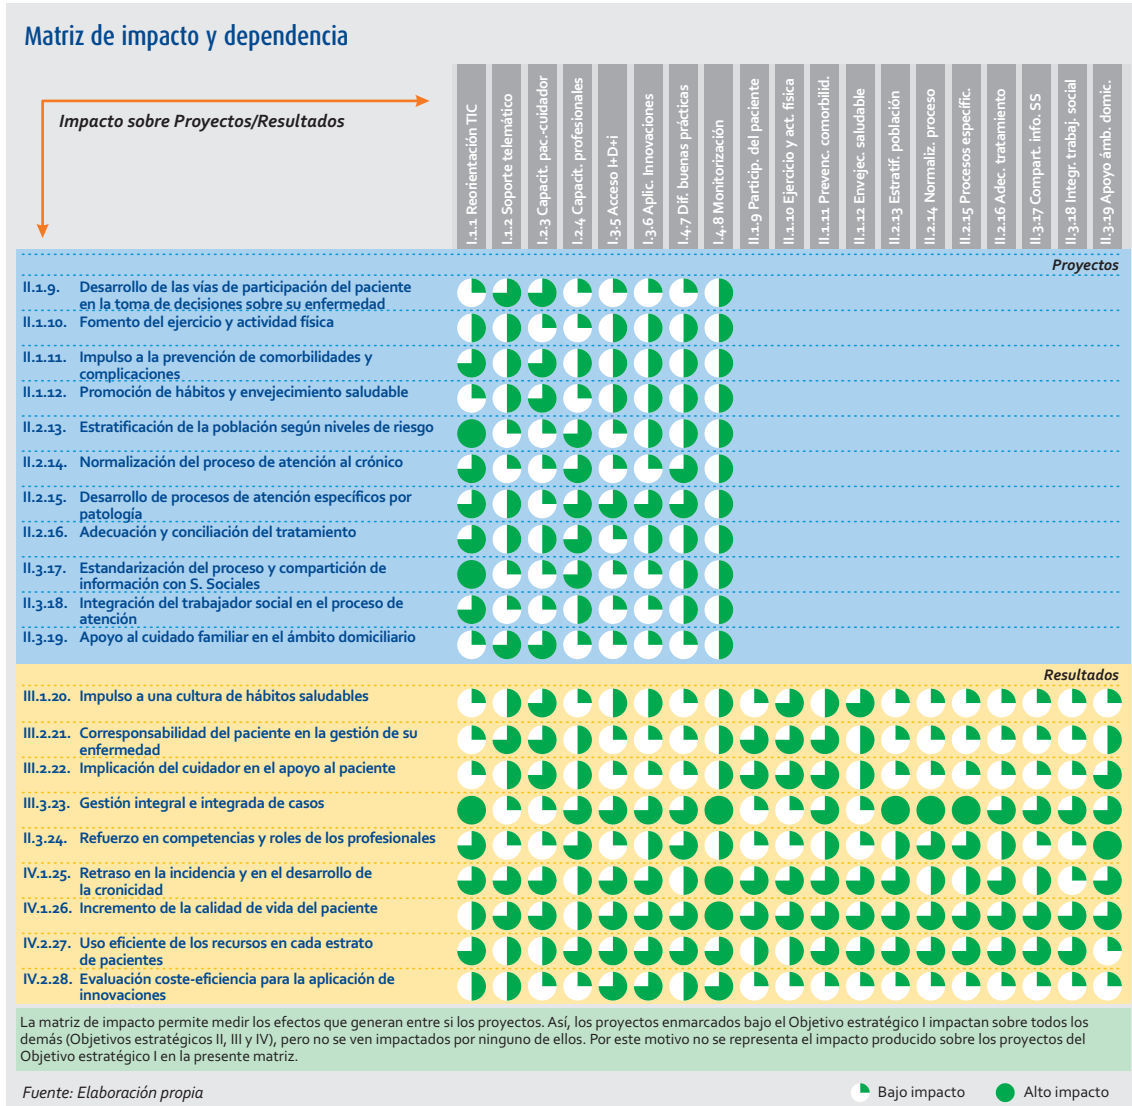 Matriz de impacto y dependencia
Impacto sobre Proyectos/Resultados
I.1.1 Reorientación TIC
I.1.2 Soporte telemático
I.2.3 Capacit. pac.-cuidador
I.2.4 Capacit. profesionales
I.3.5 Acceso I+D+i
I.3.6 Aplic. Innovaciones
I.4.7 Dif. buenas prácticas
I.4.8 Monitorización
II.1.9 Particip. del paciente
II.1.10 Ejercicio y act. física
II.1.11 Prevenc. comorbilid.
II.1.12 Envejec. saludable
II.2.13 Estratif. población
II.2.14 Normaliz. proceso
II.2.15 Procesos específic.
II.2.16 Adec. tratamiento
II.3.17 Compart. info. SS
II.3.18 Integr. trabaj. social
II.3.19 Apoyo ámb. domic.
Proyectos
II.1.9. Desarrollo de las vías de participación del paciente
en la toma de decisiones sobre su enfermedad
II.1.10. Fomento del ejercicio y actividad física
II.1.11. Impulso a la prevención de comorbilidades y
complicaciones
II.1.12. Promoción de hábitos y envejecimiento saludable
II.2.13. Estratificación de la población según niveles de riesgo
II.2.14. Normalización del proceso de atención al crónico
II.2.15. Desarrollo de procesos de atención específicos por
patología
II.2.16. Adecuación y conciliación del tratamiento
II.3.17. Estandarización del proceso y compartición de
información con S. Sociales
II.3.18. Integración del trabajador social en el proceso de
atención
II.3.19. Apoyo al cuidado familiar en el ámbito domiciliario
Resultados
III.1.20. Impulso a una cultura de hábitos saludables
III.2.21. Corresponsabilidad del paciente en la gestión de su
enfermedad
III.2.22. Implicación del cuidador en el apoyo al paciente
III.3.23. Gestión integral e integrada de casos
II.3.24. Refuerzo en competencias y roles de los profesionales
IV.1.25. Retraso en la incidencia y en el desarrollo de
la cronicidad
IV.1.26. Incremento de la calidad de vida del paciente
IV.2.27. Uso eficiente de los recursos en cada estrato
de pacientes
IV.2.28. Evaluación coste-eficiencia para la aplicación de
innovaciones
La matriz de impacto permite medir los efectos que generan entre si los proyectos. Así, los proyectos enmarcados bajo el Objetivo estratégico I impactan sobre todos los
demás (Objetivos estratégicos II, III y IV), pero no se ven impactados por ninguno de ellos. Por este motivo no se representa el impacto producido sobre los proyectos del
Objetivo estratégico I en la presente matriz.
Fuente: Elaboración propia
Bajo impacto
Alto impacto